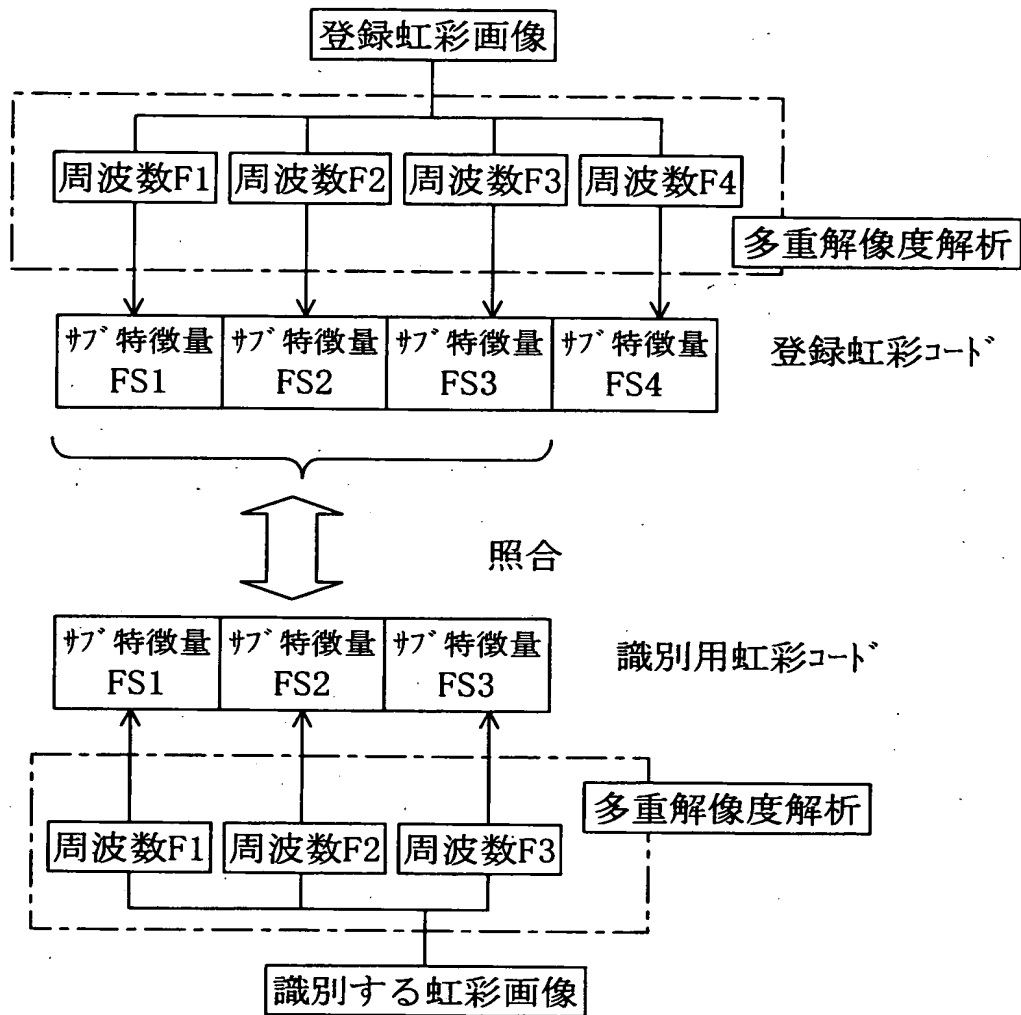 登録虹彩画像
周波数F1 周波数F2 周波数F3 周波数F4
多重解像度解析
ｻﾌﾞ特徴量 ｻﾌﾞ特徴量 ｻﾌﾞ特徴量 ｻﾌﾞ特徴量
FS1 FS2 FS3 FS4
登録虹彩ｺｰﾄﾞ
照合
ｻﾌﾞ特徴量 ｻﾌﾞ特徴量 ｻﾌﾞ特徴量
FS1 FS2 FS3
識別用虹彩ｺｰﾄﾞ
多重解像度解析
周波数F1 周波数F2 周波数F3
識別する虹彩画像